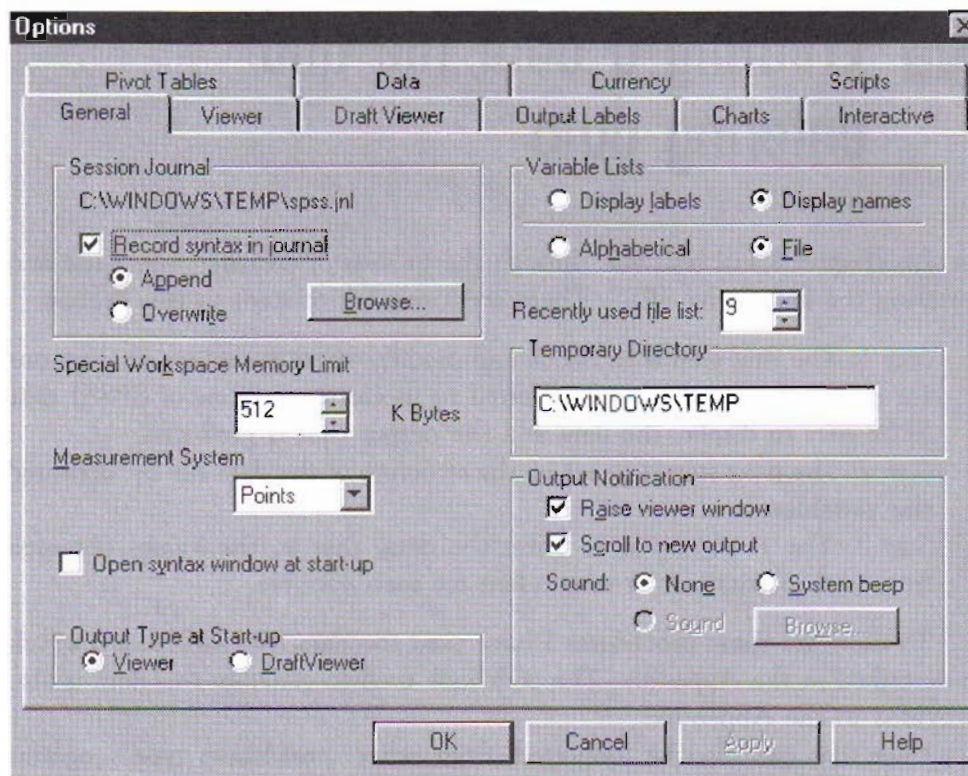 Options
Pivot Tables Data Currency Scripts
General Viewer Draft Viewer Output Labels Charts Interactive
Session Journal
C:\WINDOWS\TEMP\spss.jnl
Record syntax in journal
Append
Overwrite
Browse...
Special Workspace Memory Limit
512 K Bytes
Measurement System
Points
Open syntax window at start-up
Output Type at Start-up
Viewer DraftViewer
Variable Lists
Display labels Display names
Alphabetical File
Recently used file list: 9
Temporary Directory
C:\WINDOWS\TEMP
Output Notification
Raise viewer window
Scroll to new output
Sound: None System beep
Sound Browse...
OK Cancel Apply Help